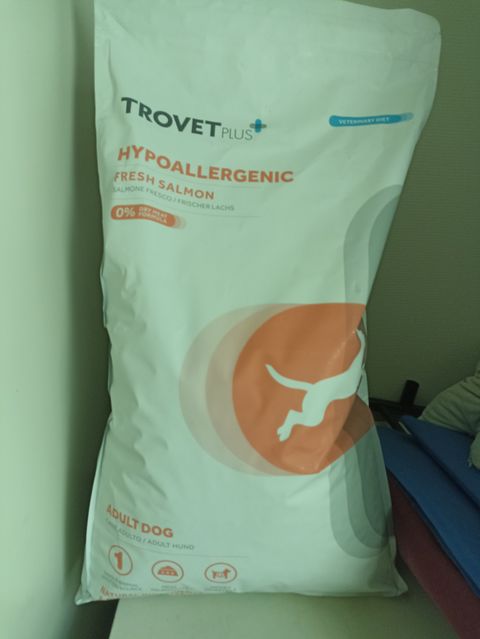 TROVET PLUS
VETERINARY DIET
HYPOALLERGENIC
FRESH SALMON
SALMONE FRESCO / FRISCHER LACHS
0% DRY MEAT
FORMULA
ADULT DOG
CANE ADULTO / ADULT HUND
1